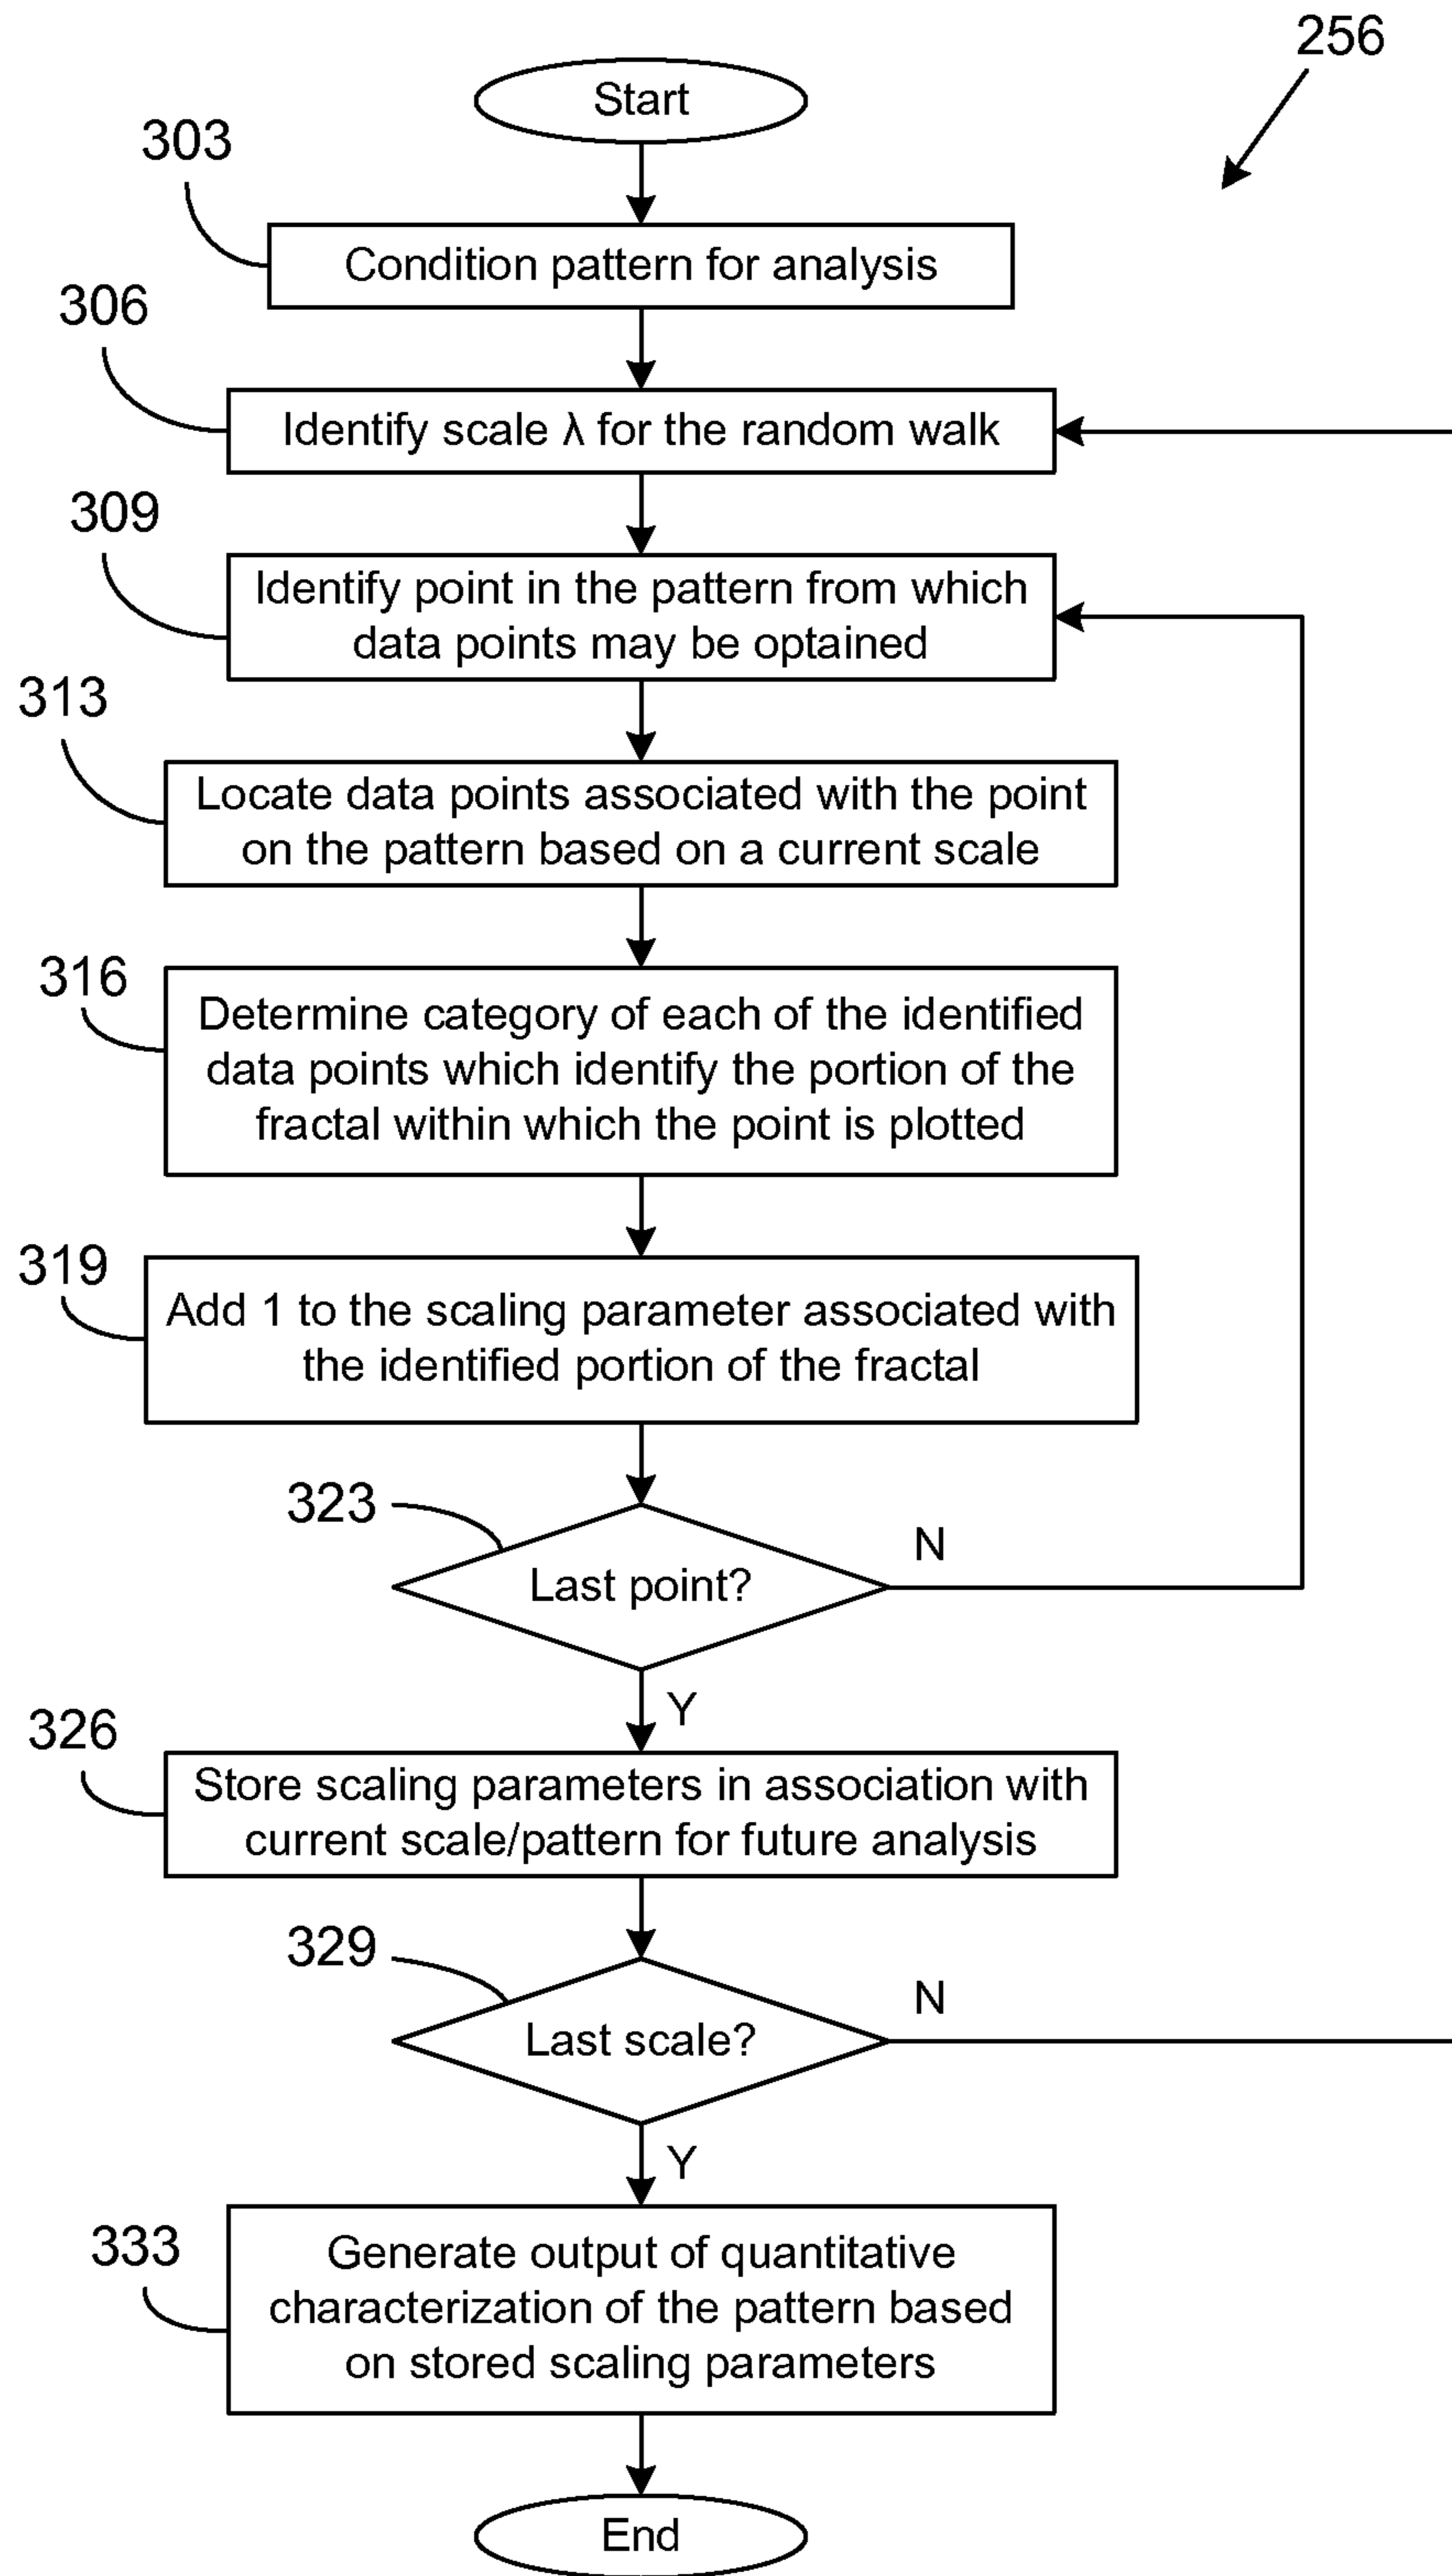 256
Start
303
Condition pattern for analysis
306
Identify scale λ for the random walk
309
Identify point in the pattern from which
data points may be optained
313
Locate data points associated with the point
on the pattern based on a current scale
316
Determine category of each of the identified
data points which identify the portion of the
fractal within which the point is plotted
319
Add 1 to the scaling parameter associated with
the identified portion of the fractal
323
Last point?
N
Y
326
Store scaling parameters in association with
current scale/pattern for future analysis
329
Last scale?
N
Y
333
Generate output of quantitative
characterization of the pattern based
on stored scaling parameters
End